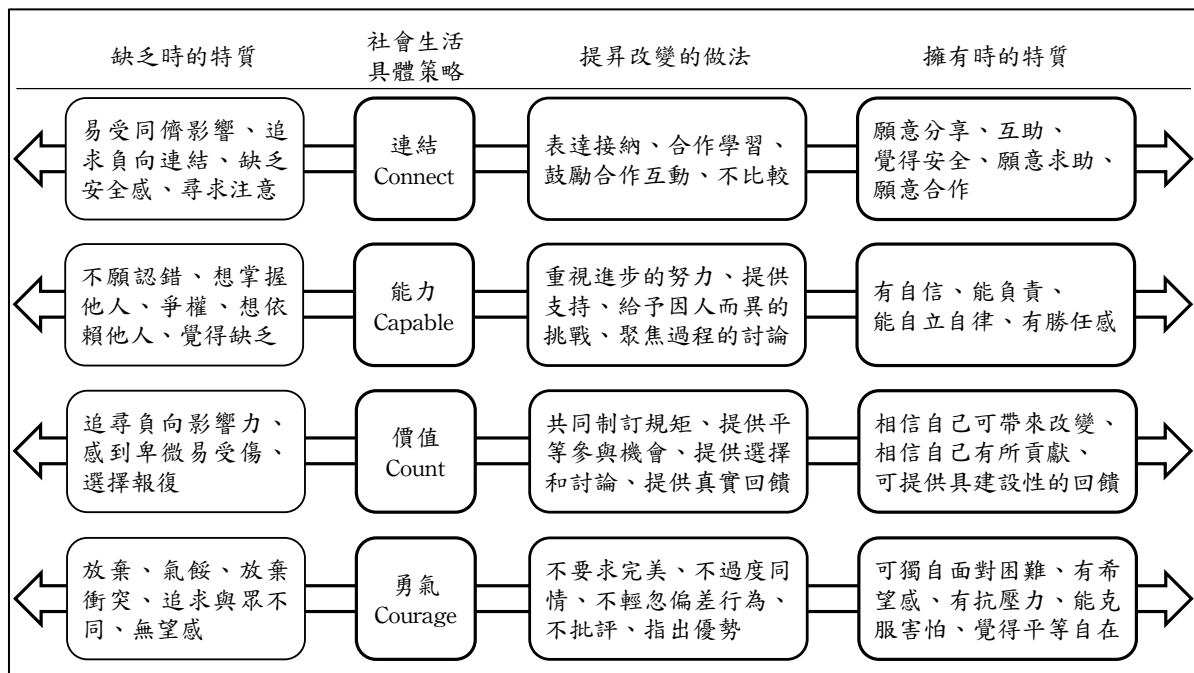 缺乏時的特質
社會生活
具體策略
提昇改變的做法
擁有時的特質
易受同儕影響、追
求負向連結、缺乏
安全感、尋求注意
連結
Connect
表達接納、合作學習、
鼓勵合作互動、不比較
願意分享、互助、
覺得安全、願意求助、
願意合作
不願認錯、想掌握
他人、爭權、想依
賴他人、覺得缺乏
能力
Capable
重視進步的努力、提供
支持、給予因人而異的
挑戰、聚焦過程的討論
有自信、能負責、
能自立自律、有勝任感
追尋負向影響力、
感到卑微易受傷、
選擇報復
價值
Count
共同制訂規矩、提供平
等參與機會、提供選擇
和討論、提供真實回饋
相信自己可帶來改變、
相信自己有所貢獻、
可提供具建設性的回饋
放棄、氣餒、放棄
衝突、追求與眾不
同、無望感
勇氣
Courage
不要求完美、不過度同
情、不輕忽偏差行為、
不批評、指出優勢
可獨自面對困難、有希
望感、有抗壓力、能克
服害怕、覺得平等自在